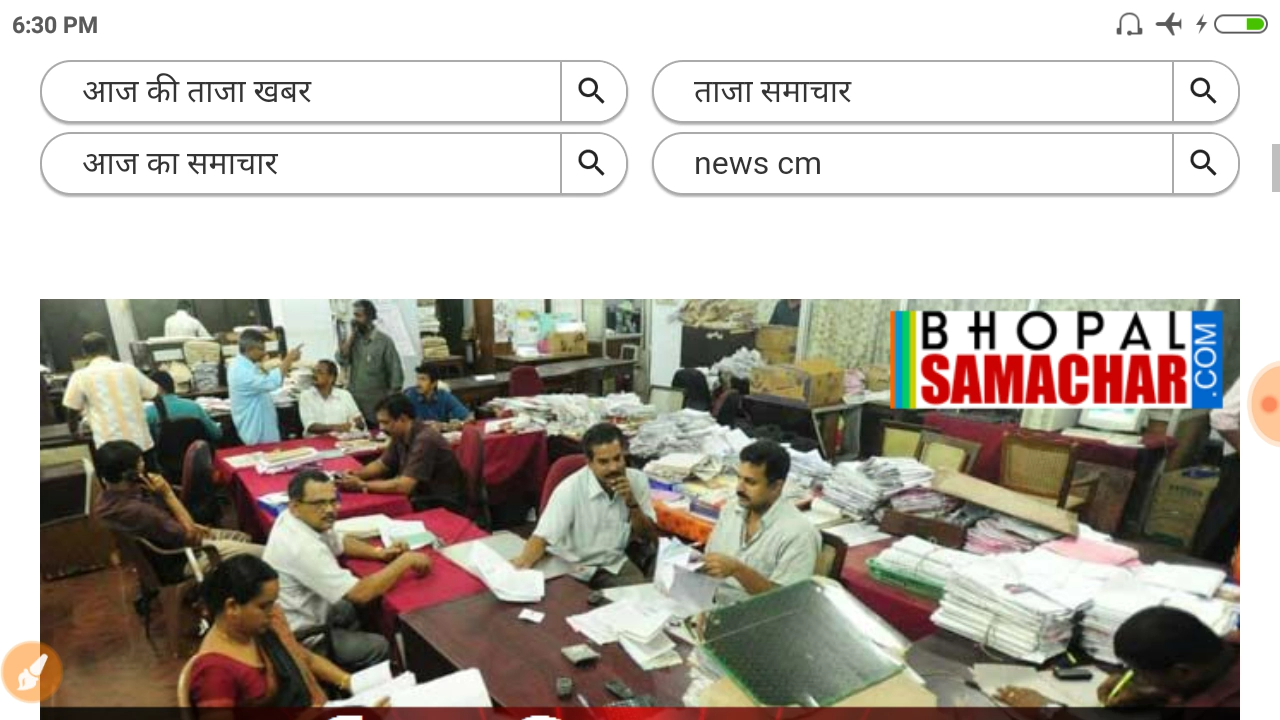 6:30 PM
आज की ताजा खबर
ताजा समाचार
आज का समाचार
news cm
BHOPAL
SAMACHAR
.COM